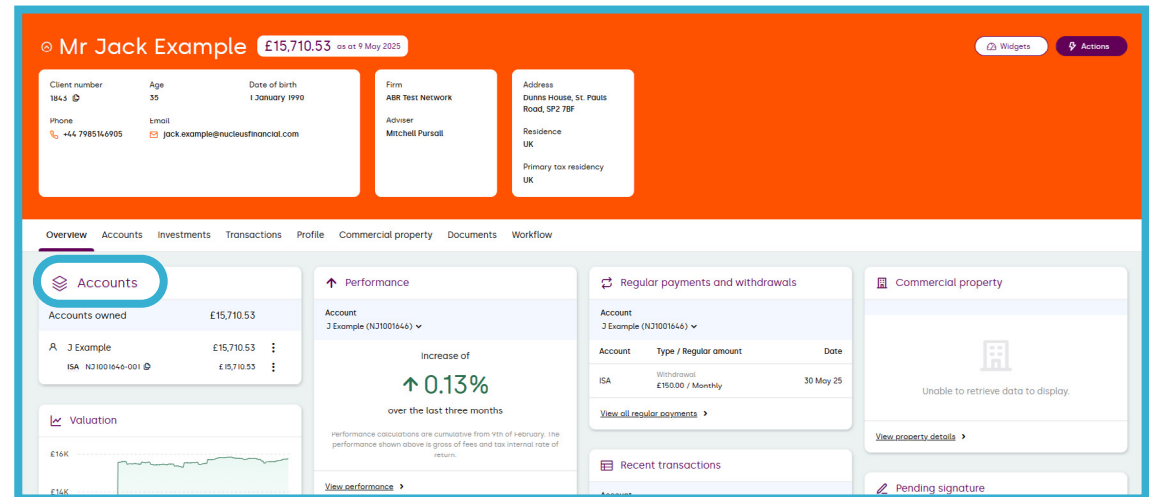 Mr Jack Example £15,710.53 as at 9 May 2025
Widgets
Actions
Client number Age Date of birth
1843 35 1 January 1990
Phone Email
+44 7985146905 jack.example@nucleusfinancial.com
Firm
ABR Test Network
Adviser
Mitchell Pursall
Address
Dunns House, St. Pauls
Road, SP2 7BF
Residence
UK
Primary tax residency
UK
Overview Accounts Investments Transactions Profile Commercial property Documents Workflow
Accounts
Accounts owned £15,710.53
J Example £15,710.53
ISA NJ1001646-001 £15,710.53
Valuation
£16K
£14K
Performance
Account
J Example (NJ1001646)
Increase of
0.13%
over the last three months
Performance calculations are cumulative from 9th of February. The
performance shown above is gross of fees and tax internal rate of
return.
View performance
Regular payments and withdrawals
Account
J Example (NJ1001646)
Account Type / Regular amount Date
ISA Withdrawal 30 May 25
£150.00 / Monthly
View all regular payments
Recent transactions
Account
Commercial property
Unable to retrieve data to display.
View property details
Pending signature